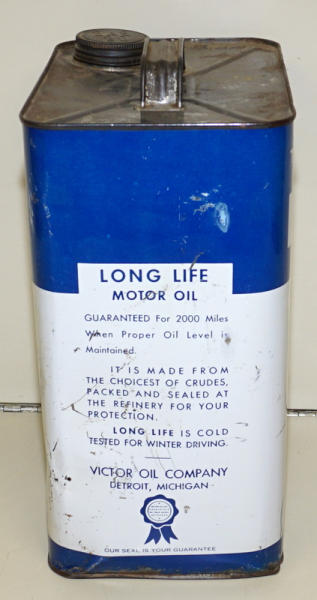 LONG LIFE
MOTOR OIL
GUARANTEED For 2000 Miles
When Proper Oil Level is
Maintained.
IT IS MADE FROM
THE CHOICEST OF CRUDES,
PACKED AND SEALED AT
THE REFINERY FOR YOUR
PROTECTION.
LONG LIFE IS COLD
TESTED FOR WINTER DRIVING.
VICTOR OIL COMPANY
DETROIT, MICHIGAN
OUR SEAL IS YOUR GUARANTEE